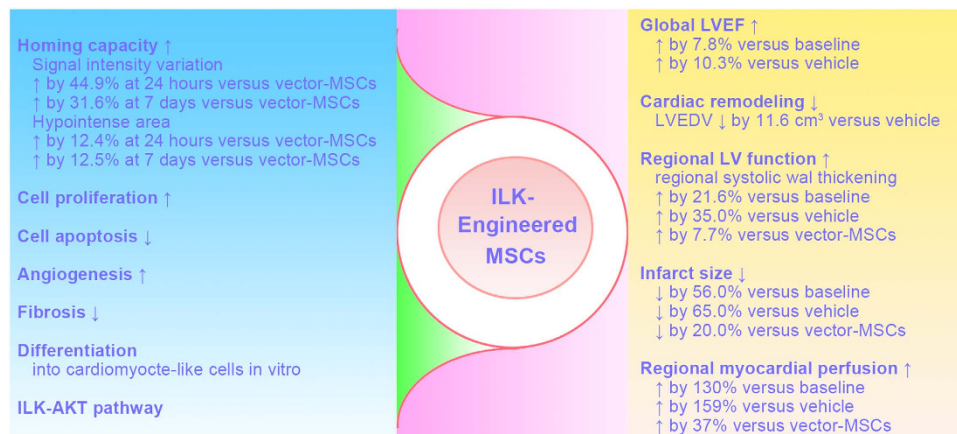 Homing capacity ↑
Signal intensity variation
↑ by 44.9% at 24 hours versus vector-MSCs
↑ by 31.6% at 7 days versus vector-MSCs
Hypointense area
↑ by 12.4% at 24 hours versus vector-MSCs
↑ by 12.5% at 7 days versus vector-MSCs
Cell proliferation ↑
Cell apoptosis ↓
Angiogenesis ↑
Fibrosis ↓
Differentiation
into cardiomyocte-like cells in vitro
ILK-AKT pathway
ILK-
Engineered
MSCs
Global LVEF ↑
↑ by 7.8% versus baseline
↑ by 10.3% versus vehicle
Cardiac remodeling ↓
LVEDV ↓ by 11.6 cm³ versus vehicle
Regional LV function ↑
regional systolic wal thickening
↑ by 21.6% versus baseline
↑ by 35.0% versus vehicle
↑ by 7.7% versus vector-MSCs
Infarct size ↓
↓ by 56.0% versus baseline
↓ by 65.0% versus vehicle
↓ by 20.0% versus vector-MSCs
Regional myocardial perfusion ↑
↑ by 130% versus baseline
↑ by 159% versus vehicle
↑ by 37% versus vector-MSCs